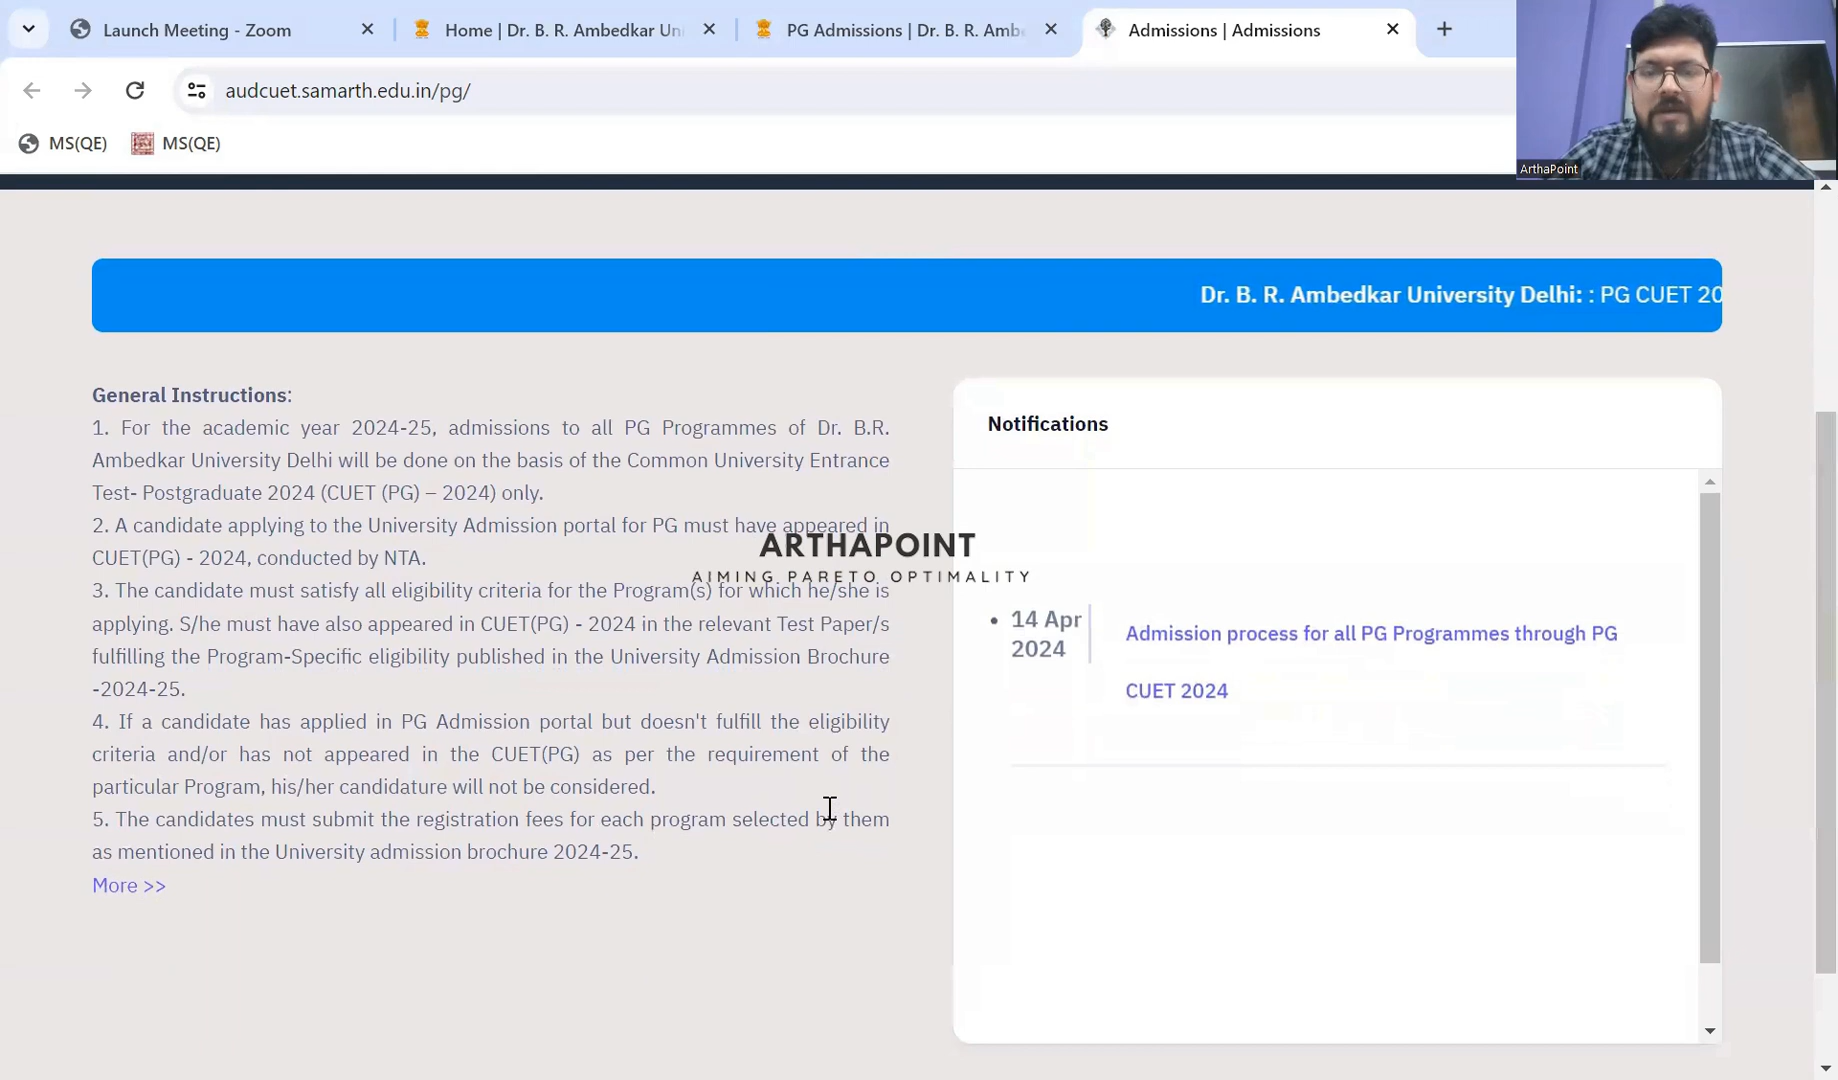 Launch Meeting - Zoom
Home | Dr. B. R. Ambedkar Uni
PG Admissions | Dr. B. R. Amb
Admissions | Admissions
audcuet.samarth.edu.in/pg/
MS(QE)
MS(QE)
ArthaPoint
Dr. B. R. Ambedkar University Delhi: : PG CUET 20
General Instructions:
1. For the academic year 2024-25, admissions to all PG Programmes of Dr. B.R.
Ambedkar University Delhi will be done on the basis of the Common University Entrance
Test- Postgraduate 2024 (CUET (PG) – 2024) only.
2. A candidate applying to the University Admission portal for PG must have appeared in
CUET(PG) - 2024, conducted by NTA.
3. The candidate must satisfy all eligibility criteria for the Program(s) for which he/she is
applying. S/he must have also appeared in CUET(PG) - 2024 in the relevant Test Paper/s
fulfilling the Program-Specific eligibility published in the University Admission Brochure
-2024-25.
4. If a candidate has applied in PG Admission portal but doesn't fulfill the eligibility
criteria and/or has not appeared in the CUET(PG) as per the requirement of the
particular Program, his/her candidature will not be considered.
5. The candidates must submit the registration fees for each program selected by them
as mentioned in the University admission brochure 2024-25.
More >>
ARTHAPOINT
AIMING PARETO OPTIMALITY
Notifications
14 Apr
2024
Admission process for all PG Programmes through PG
CUET 2024